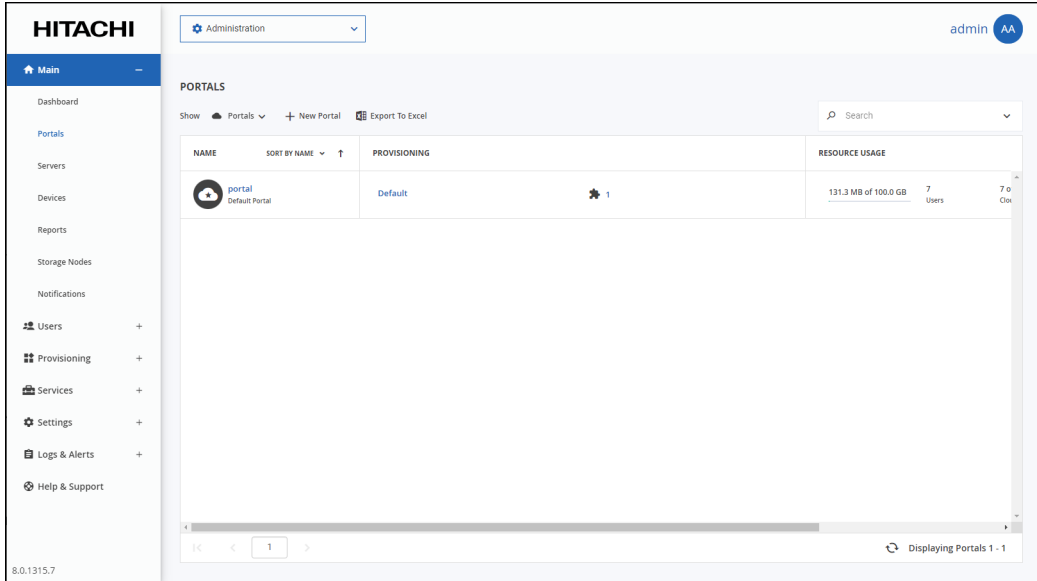 HITACHI
Administration
admin AA
Main
Dashboard
Portals
Servers
Devices
Reports
Storage Nodes
Notifications
Users
Provisioning
Services
Settings
Logs & Alerts
Help & Support
8.0.1315.7
PORTALS
Show Portals New Portal Export To Excel
Search
NAME SORT BY NAME PROVISIONING RESOURCE USAGE
portal
Default Portal
Default 1
131.3 MB of 100.0 GB
7
Users
7 o
Clou
1
Displaying Portals 1 - 1